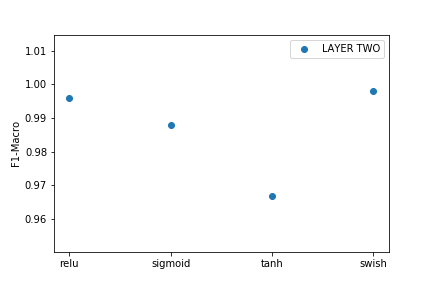 LAYER TWO
1.01
1.00
0.99
0.98
0.97
0.96
F1-Macro
relu sigmoid tanh swish